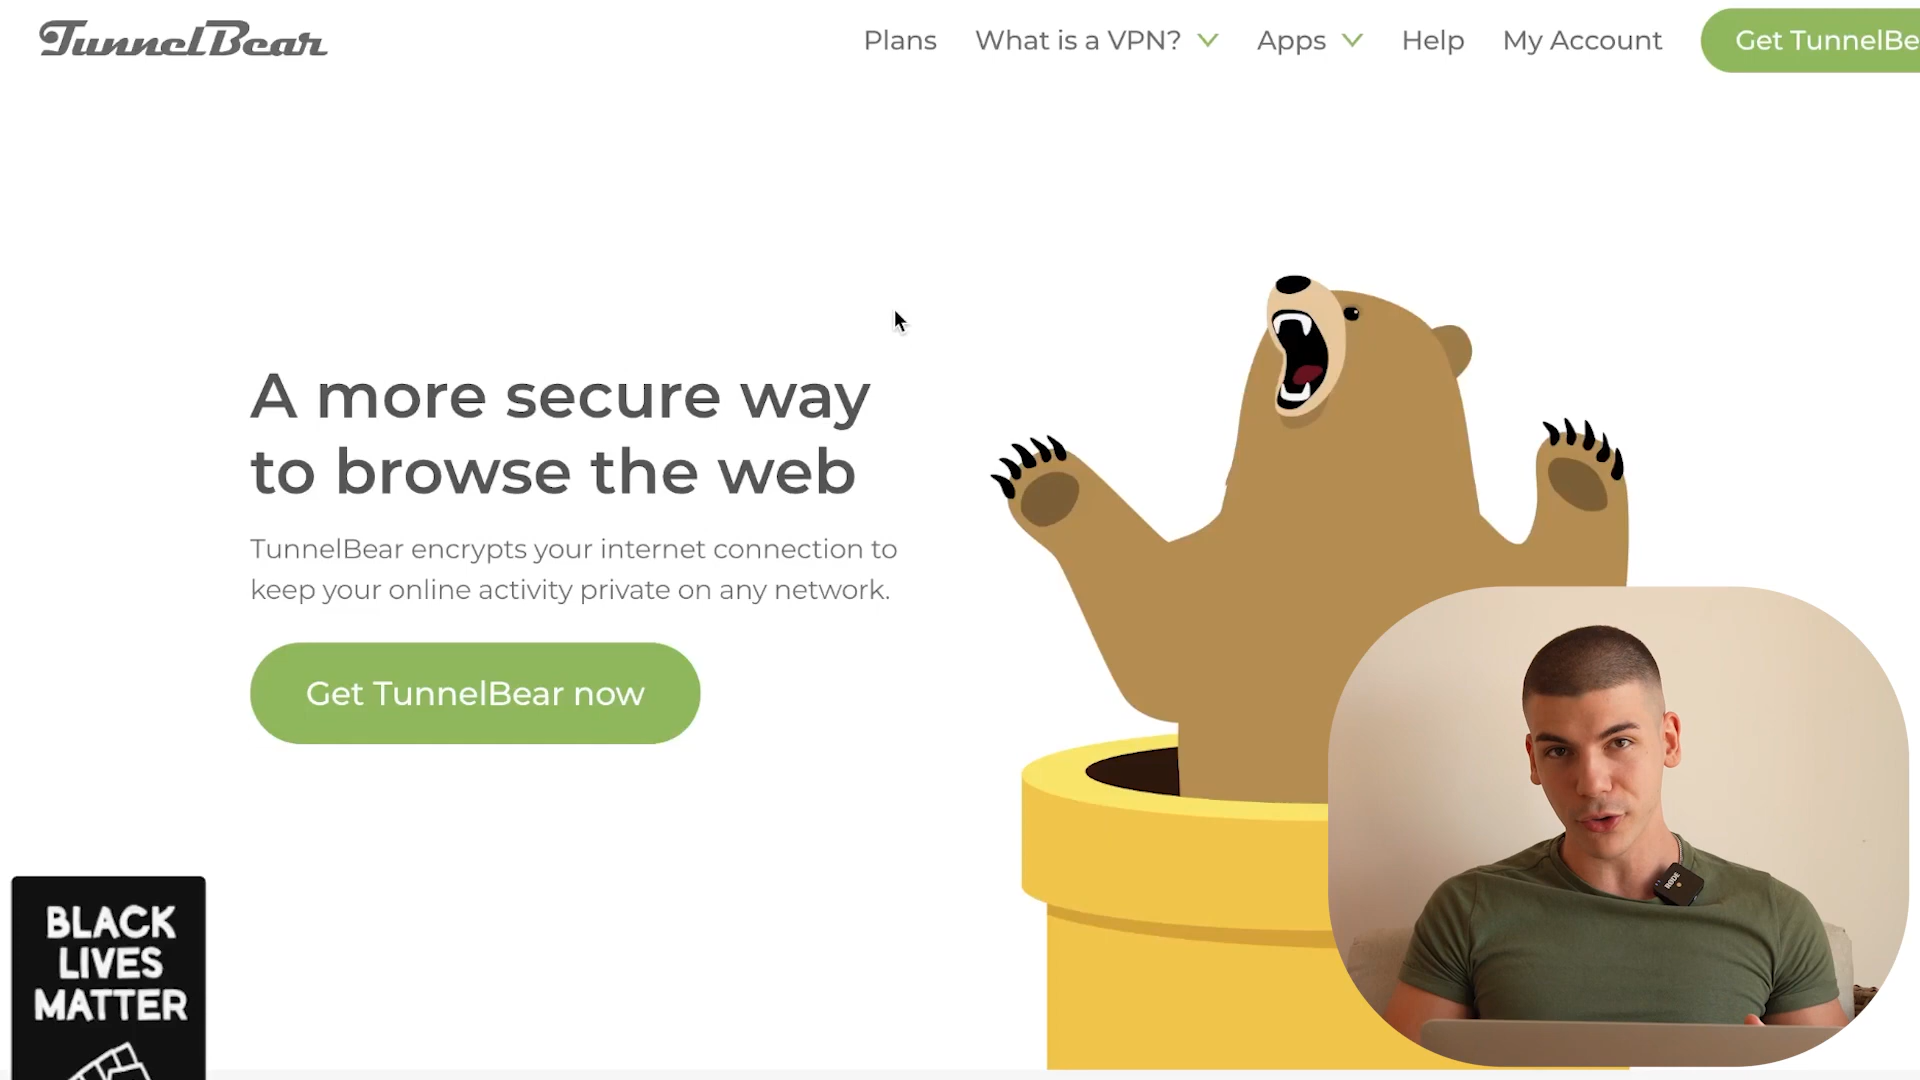 TunnelBear
Plans
What is a VPN?
Apps
Help
My Account
Get TunnelBe
A more secure way
to browse the web
TunnelBear encrypts your internet connection to
keep your online activity private on any network.
Get TunnelBear now
BLACK
LIVES
MATTER
RØDE